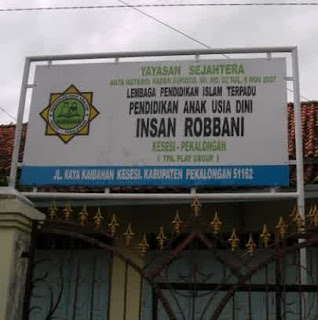 YAYASAN SEJAHTERA
LEMBAGA PENDIDIKAN ISLAM TERPADU
PENDIDIKAN ANAK USIA DINI
INSAN ROBBANI
KESESI - PEKALONGAN
( TPA, PLAY GROUP )
JL. RAYA KAIBAHAN KESESI, KABUPATEN PEKALONGAN 51162